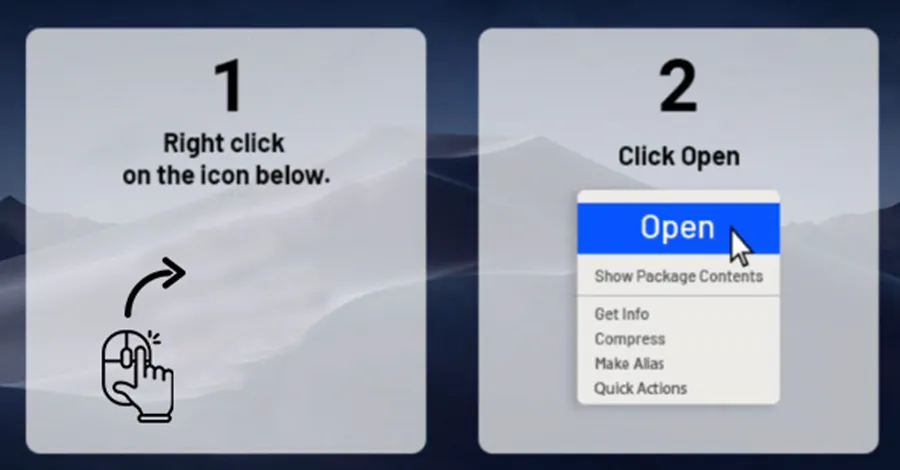 1
Right click
on the icon below.
2
Click Open
Open
Show Package Contents
Get Info
Compress
Make Alias
Quick Actions